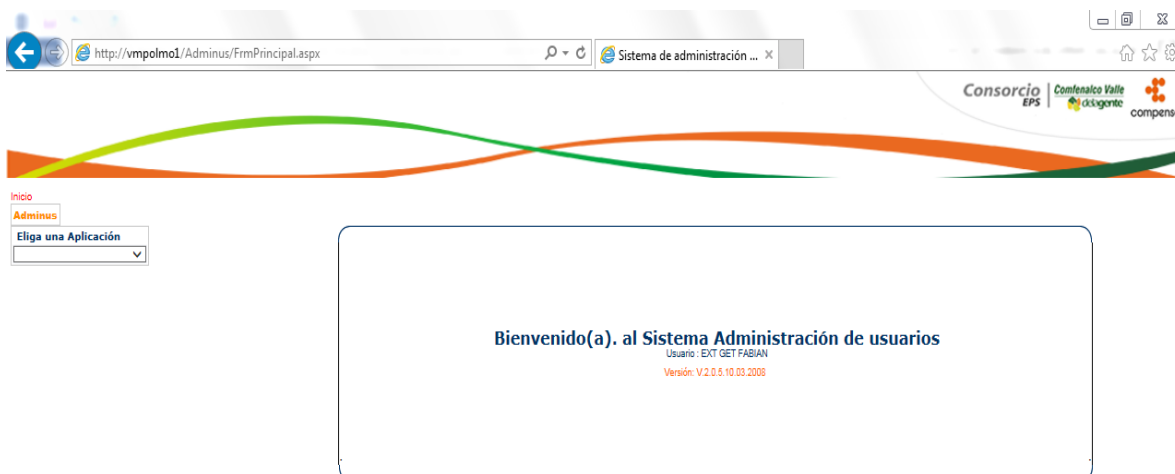 http://vmpolmo1/Adminus/FrmPrincipal.aspx
Sistema de administración ...
Consorcio
EPS
Comfenalco Valle
delagente
compens
Inicio
Adminus
Eliga una Aplicación
Bienvenido(a). al Sistema Administración de usuarios
Usuario : EXT GET FABIAN
Versión: V.2.0.5.10.03.2008